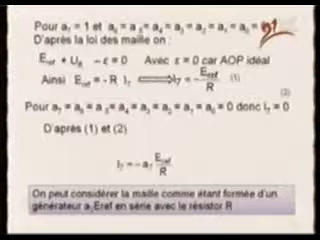 Pour a₇ = 1 et a₆ = a₅ = a₄ = a₃ = a₂ = a₁ = a₀ =
D'après la loi des maille on :
E_ref + U_R - ε = 0 Avec ε = 0 car AOP idéal
Ainsi E_ref = - R I₇ ⟺ I₇ = - E_ref / R (1)
(2)
Pour a₇ = a₆ = a₅ = a₄ = a₃ = a₂ = a₁ = a₀ = 0 donc I₇ = 0
D'après (1) et (2)
I₇ = - a₇ E_ref / R
On peut considérer la maille comme étant formée d'un
générateur a₇Eref en série avec le résistor R